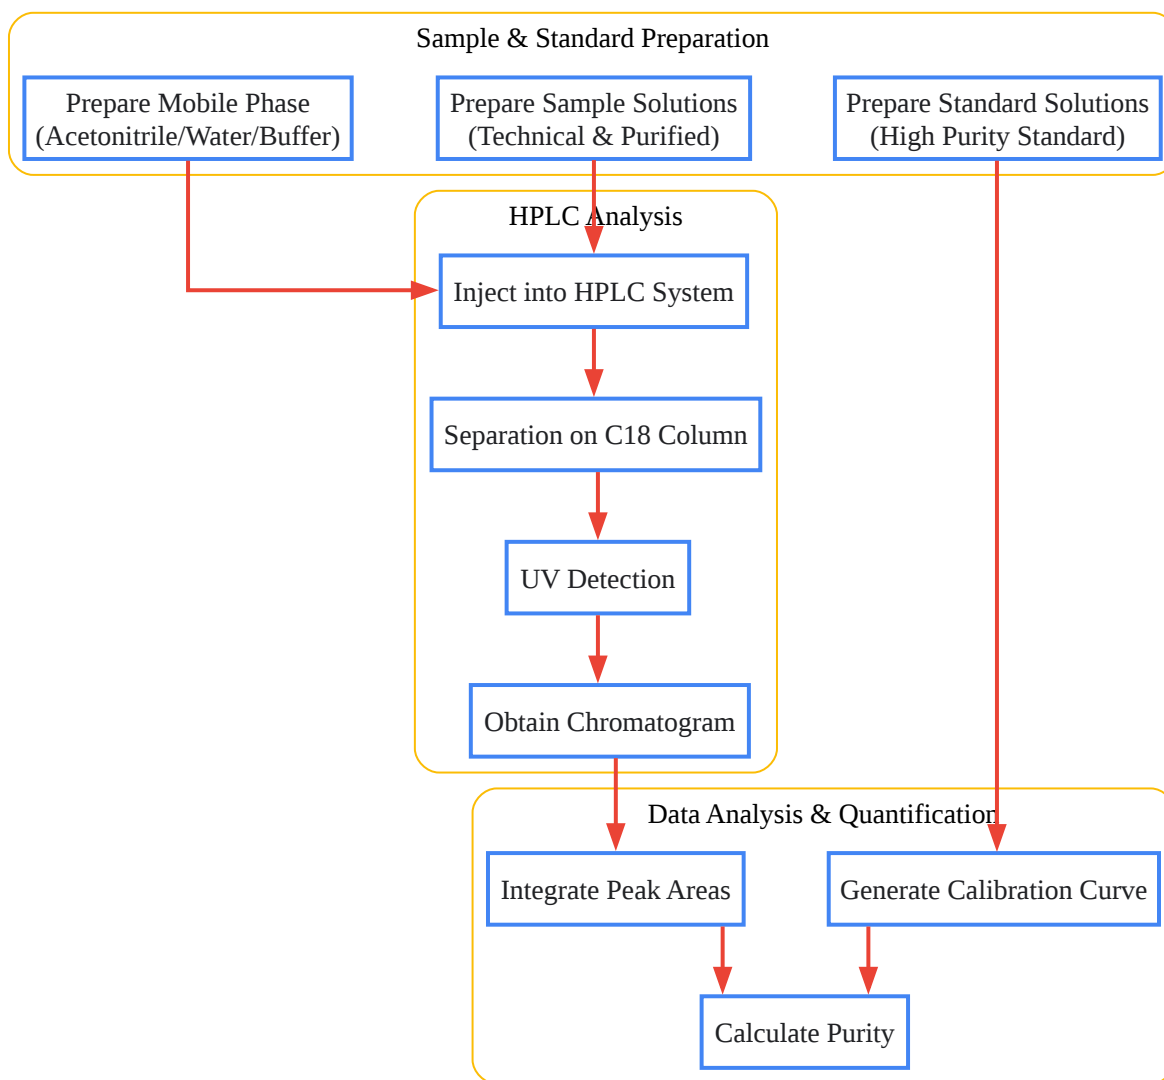 Sample & Standard Preparation
Prepare Mobile Phase
(Acetonitrile/Water/Buffer)
Prepare Sample Solutions
(Technical & Purified)
Prepare Standard Solutions
(High Purity Standard)
HPLC Analysis
Inject into HPLC System
Separation on C18 Column
UV Detection
Obtain Chromatogram
Data Analysis & Quantification
Integrate Peak Areas
Generate Calibration Curve
Calculate Purity